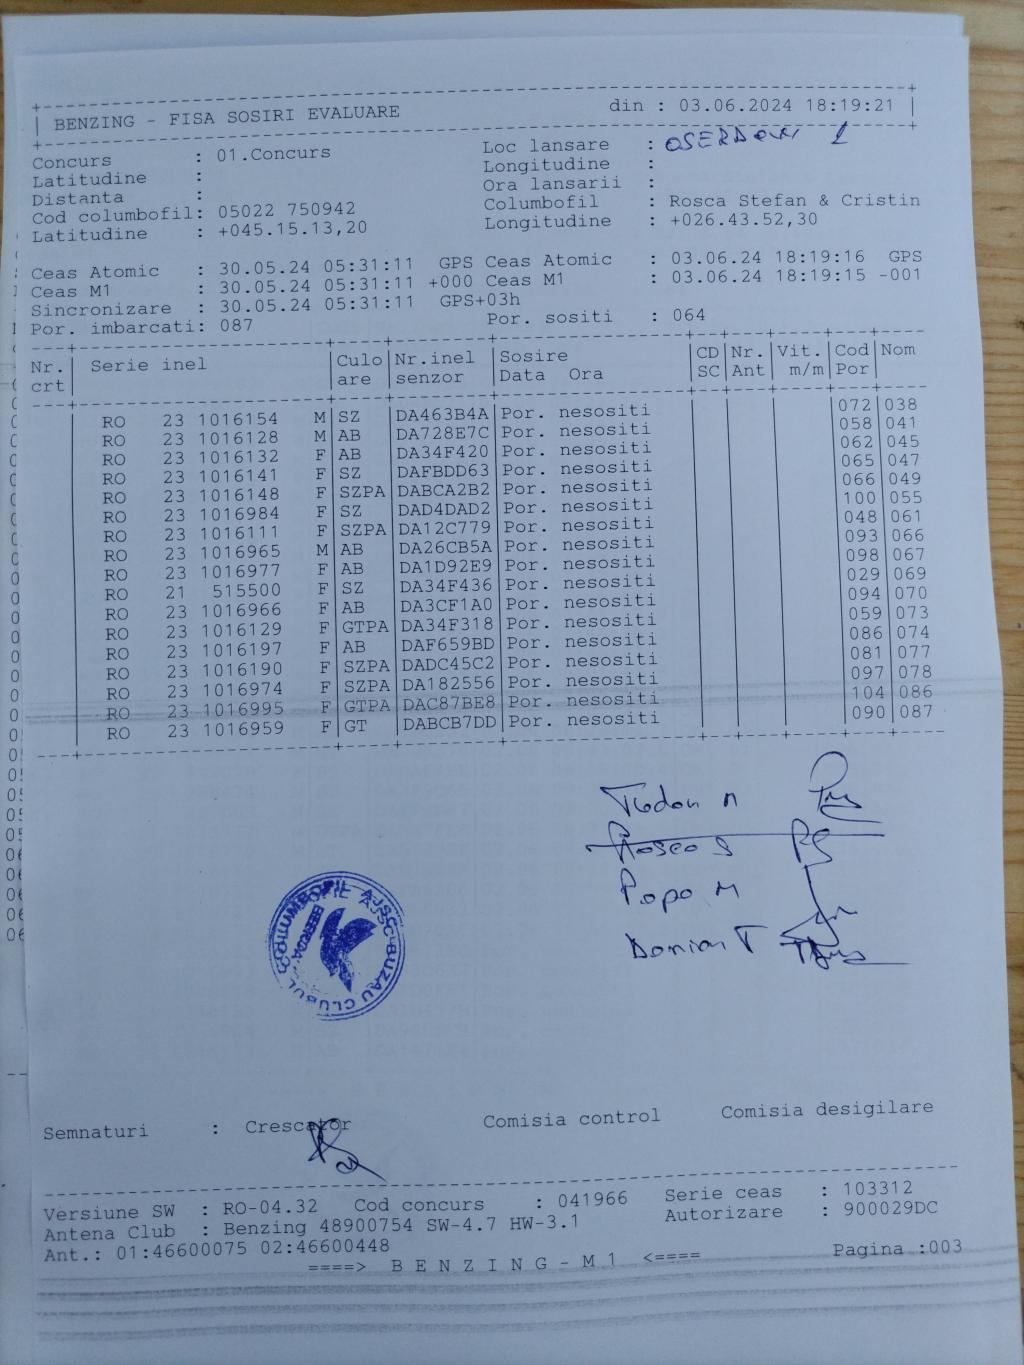 BENZING - FISA SOSIRI EVALUARE din : 03.06.2024 18:19:21
Concurs : 01.Concurs Loc lansare :
Latitudine : Longitudine :
Distanta : Ora lansarii :
Cod columbofil: 05022 750942 Columbofil : Rosca Stefan & Cristin
Latitudine : +045.15.13,20 Longitudine : +026.43.52,30
Ceas Atomic : 30.05.24 05:31:11 GPS Ceas Atomic : 03.06.24 18:19:16 GPS
Ceas M1 : 30.05.24 05:31:11 +000 Ceas M1 : 03.06.24 18:19:15 -001
Sincronizare : 30.05.24 05:31:11 GPS+03h
Por. imbarcati: 087 Por. sositi : 064
Nr. crt Serie inel Culo are Nr.inel senzor Sosire Data Ora CD SC Nr. Ant Vit. m/m Cod Por Nom
RO 23 1016154 M SZ DA463B4A Por. nesositi 072 038
RO 23 1016128 M AB DA728E7C Por. nesositi 058 041
RO 23 1016132 F AB DA34F420 Por. nesositi 062 045
RO 23 1016141 F SZ DAFBDD63 Por. nesositi 065 047
RO 23 1016148 F SZPA DABCA2B2 Por. nesositi 066 049
RO 23 1016984 F SZ DAD4DAD2 Por. nesositi 100 055
RO 23 1016111 F SZPA DA12C779 Por. nesositi 048 061
RO 23 1016965 M AB DA26CB5A Por. nesositi 093 066
RO 23 1016977 F AB DA1D92E9 Por. nesositi 098 067
RO 21 515500 F SZ DA34F436 Por. nesositi 029 069
RO 23 1016966 F AB DA3CF1A0 Por. nesositi 094 070
RO 23 1016129 F GTPA DA34F318 Por. nesositi 059 073
RO 23 1016197 F AB DAF659BD Por. nesositi 086 074
RO 23 1016190 F SZPA DADC45C2 Por. nesositi 081 077
RO 23 1016974 F SZPA DA182556 Por. nesositi 097 078
RO 23 1016995 F GTPA DAC87BE8 Por. nesositi 104 086
RO 23 1016959 F GT DABCB7DD Por. nesositi 090 087
Popa M
Damian T
CLUBUL COLUMBOFIL AJSC BUZAU
Semnaturi : Crescator Comisia control Comisia desigilare
Versiune SW : RO-04.32 Cod concurs : 041966 Serie ceas : 103312
Antena Club : Benzing 48900754 SW-4.7 HW-3.1 Autorizare : 900029DC
Ant.: 01:46600075 02:46600448
====> B E N Z I N G - M 1 <==== Pagina :003